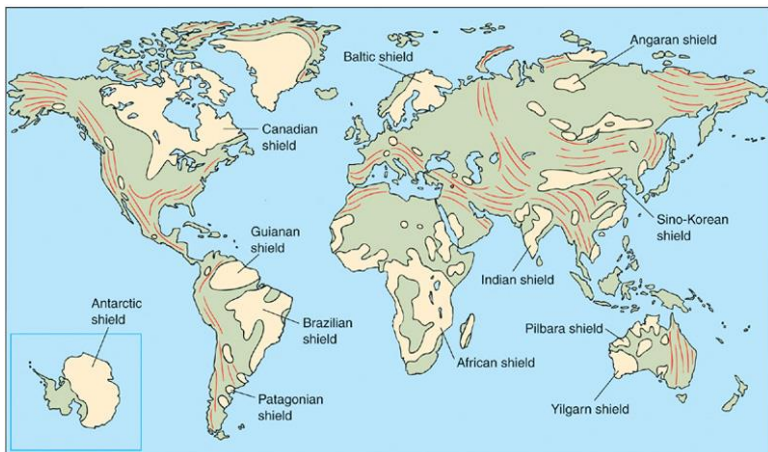 Baltic shield
Angaran shield
Canadian
shield
Sino-Korean
shield
Guianan
shield
Indian shield
Antarctic
shield
Brazilian
shield
Pilbara shield
African shield
Patagonian
shield
Yilgarn shield